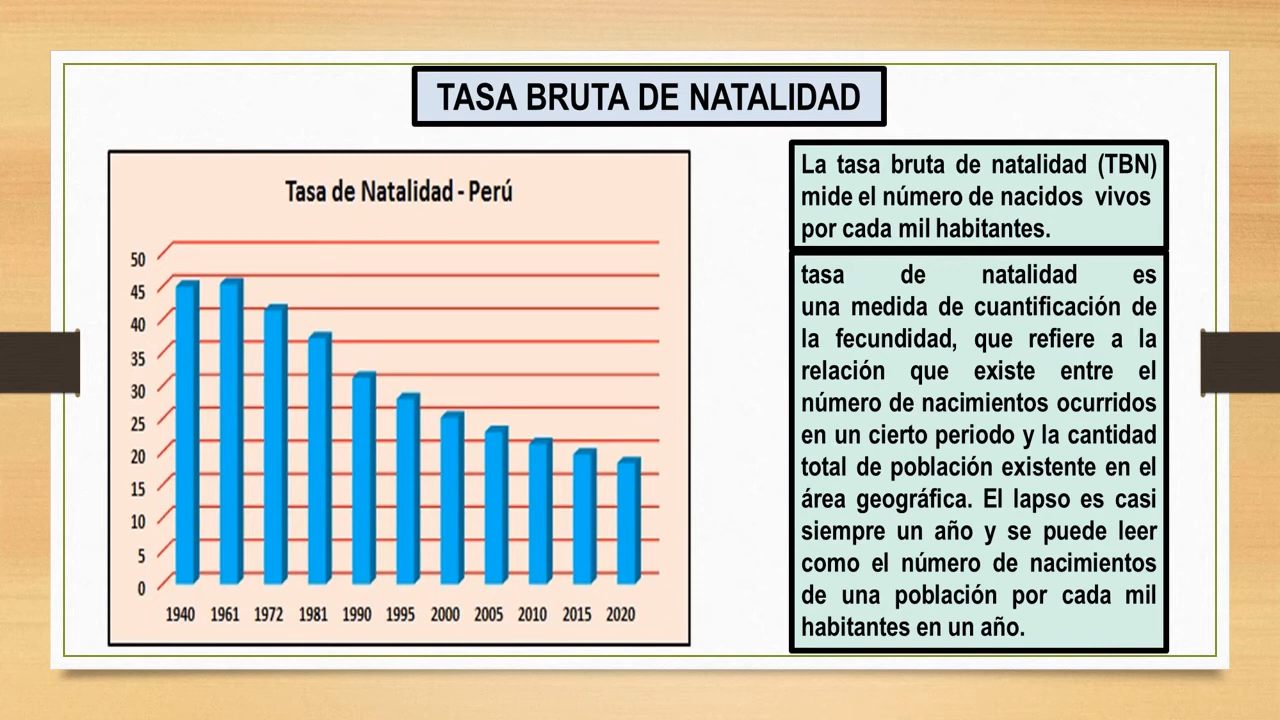 TASA BRUTA DE NATALIDAD
Tasa de Natalidad - Perú
50
45
40
35
30
25
20
15
10
5
0
1940 1961 1972 1981 1990 1995 2000 2005 2010 2015 2020
La tasa bruta de natalidad (TBN)
mide el número de nacidos vivos
por cada mil habitantes.
tasa de natalidad es
una medida de cuantificación de
la fecundidad, que refiere a la
relación que existe entre el
número de nacimientos ocurridos
en un cierto periodo y la cantidad
total de población existente en el
área geográfica. El lapso es casi
siempre un año y se puede leer
como el número de nacimientos
de una población por cada mil
habitantes en un año.